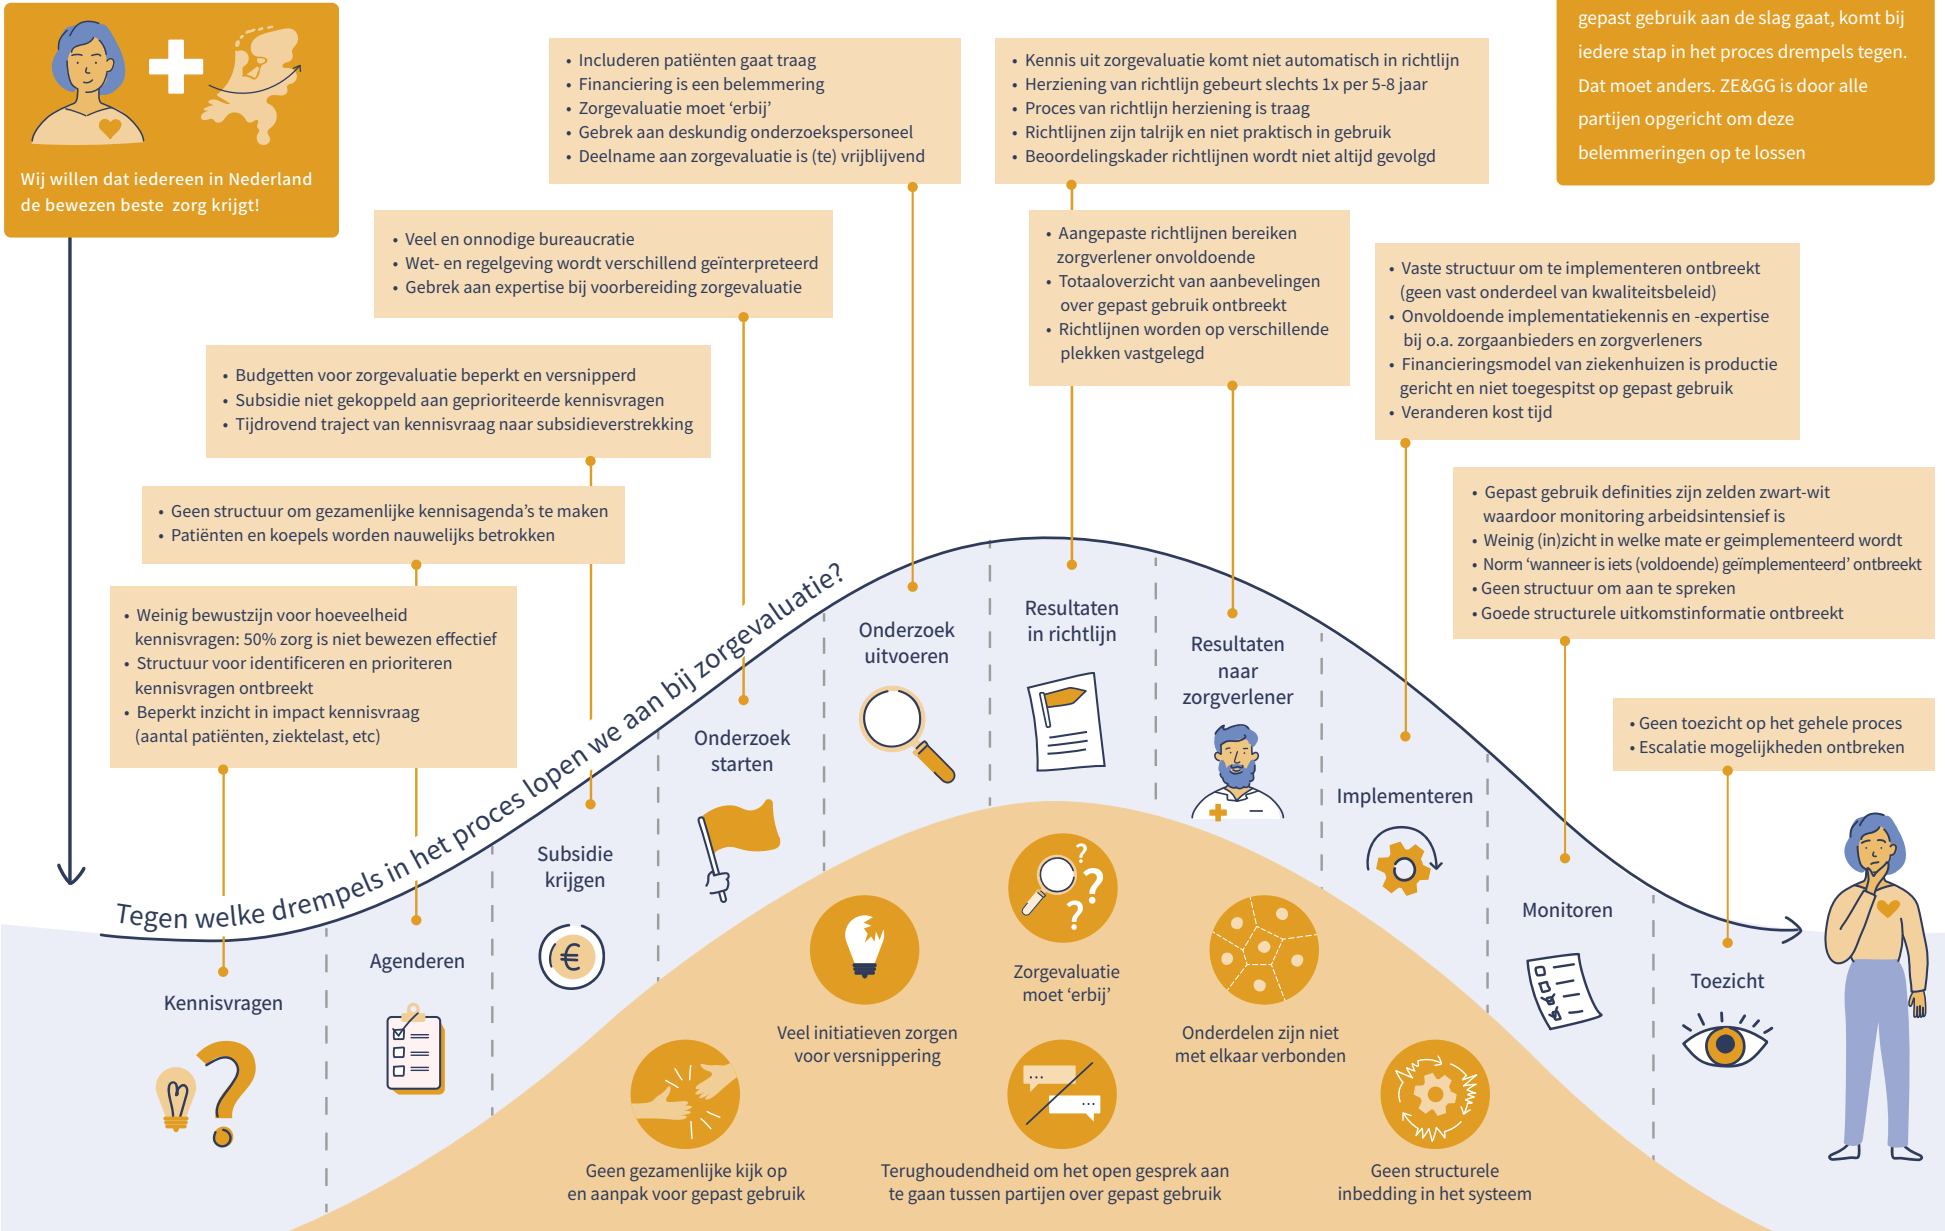 Wij willen dat iedereen in Nederland
de bewezen beste zorg krijgt!
gepast gebruik aan de slag gaat, komt bij
iedere stap in het proces drempels tegen.
Dat moet anders. ZE&GG is door alle
partijen opgericht om deze
belemmeringen op te lossen
• Includeren patiënten gaat traag
• Financiering is een belemmering
• Zorgevaluatie moet ‘erbij’
• Gebrek aan deskundig onderzoekspersoneel
• Deelname aan zorgevaluatie is (te) vrijblijvend
• Kennis uit zorgevaluatie komt niet automatisch in richtlijn
• Herziening van richtlijn gebeurt slechts 1x per 5-8 jaar
• Proces van richtlijn herziening is traag
• Richtlijnen zijn talrijk en niet praktisch in gebruik
• Beoordelingskader richtlijnen wordt niet altijd gevolgd
• Veel en onnodige bureaucratie
• Wet- en regelgeving wordt verschillend geïnterpreteerd
• Gebrek aan expertise bij voorbereiding zorgevaluatie
• Aangepaste richtlijnen bereiken
zorgverlener onvoldoende
• Totaaloverzicht van aanbevelingen
over gepast gebruik ontbreekt
• Richtlijnen worden op verschillende
plekken vastgelegd
• Vaste structuur om te implementeren ontbreekt
(geen vast onderdeel van kwaliteitsbeleid)
• Onvoldoende implementatiekennis en -expertise
bij o.a. zorgaanbieders en zorgverleners
• Financieringsmodel van ziekenhuizen is productie
gericht en niet toegespitst op gepast gebruik
• Veranderen kost tijd
• Budgetten voor zorgevaluatie beperkt en versnipperd
• Subsidie niet gekoppeld aan geprioriteerde kennisvragen
• Tijdrovend traject van kennisvraag naar subsidieverstrekking
• Geen structuur om gezamenlijke kennisagenda’s te maken
• Patiënten en koepels worden nauwelijks betrokken
• Gepast gebruik definities zijn zelden zwart-wit
waardoor monitoring arbeidsintensief is
• Weinig (in)zicht in welke mate er geimplementeerd wordt
• Norm ‘wanneer is iets (voldoende) geïmplementeerd’ ontbreekt
• Geen structuur om aan te spreken
• Goede structurele uitkomstinformatie ontbreekt
• Weinig bewustzijn voor hoeveelheid
kennisvragen: 50% zorg is niet bewezen effectief
• Structuur voor identificeren en prioriteren
kennisvragen ontbreekt
• Beperkt inzicht in impact kennisvraag
(aantal patiënten, ziektelast, etc)
• Geen toezicht op het gehele proces
• Escalatie mogelijkheden ontbreken
Tegen welke drempels in het proces lopen we aan bij zorgevaluatie?
Kennisvragen
Agenderen
Subsidie
krijgen
€
Onderzoek
starten
Onderzoek
uitvoeren
Resultaten
in richtlijn
Resultaten
naar
zorgverlener
Implementeren
Monitoren
Toezicht
? ? ?
Zorgevaluatie
moet ‘erbij’
Veel initiatieven zorgen
voor versnippering
Onderdelen zijn niet
met elkaar verbonden
Geen gezamenlijke kijk op
en aanpak voor gepast gebruik
Terughoudendheid om het open gesprek aan
te gaan tussen partijen over gepast gebruik
Geen structurele
inbedding in het systeem